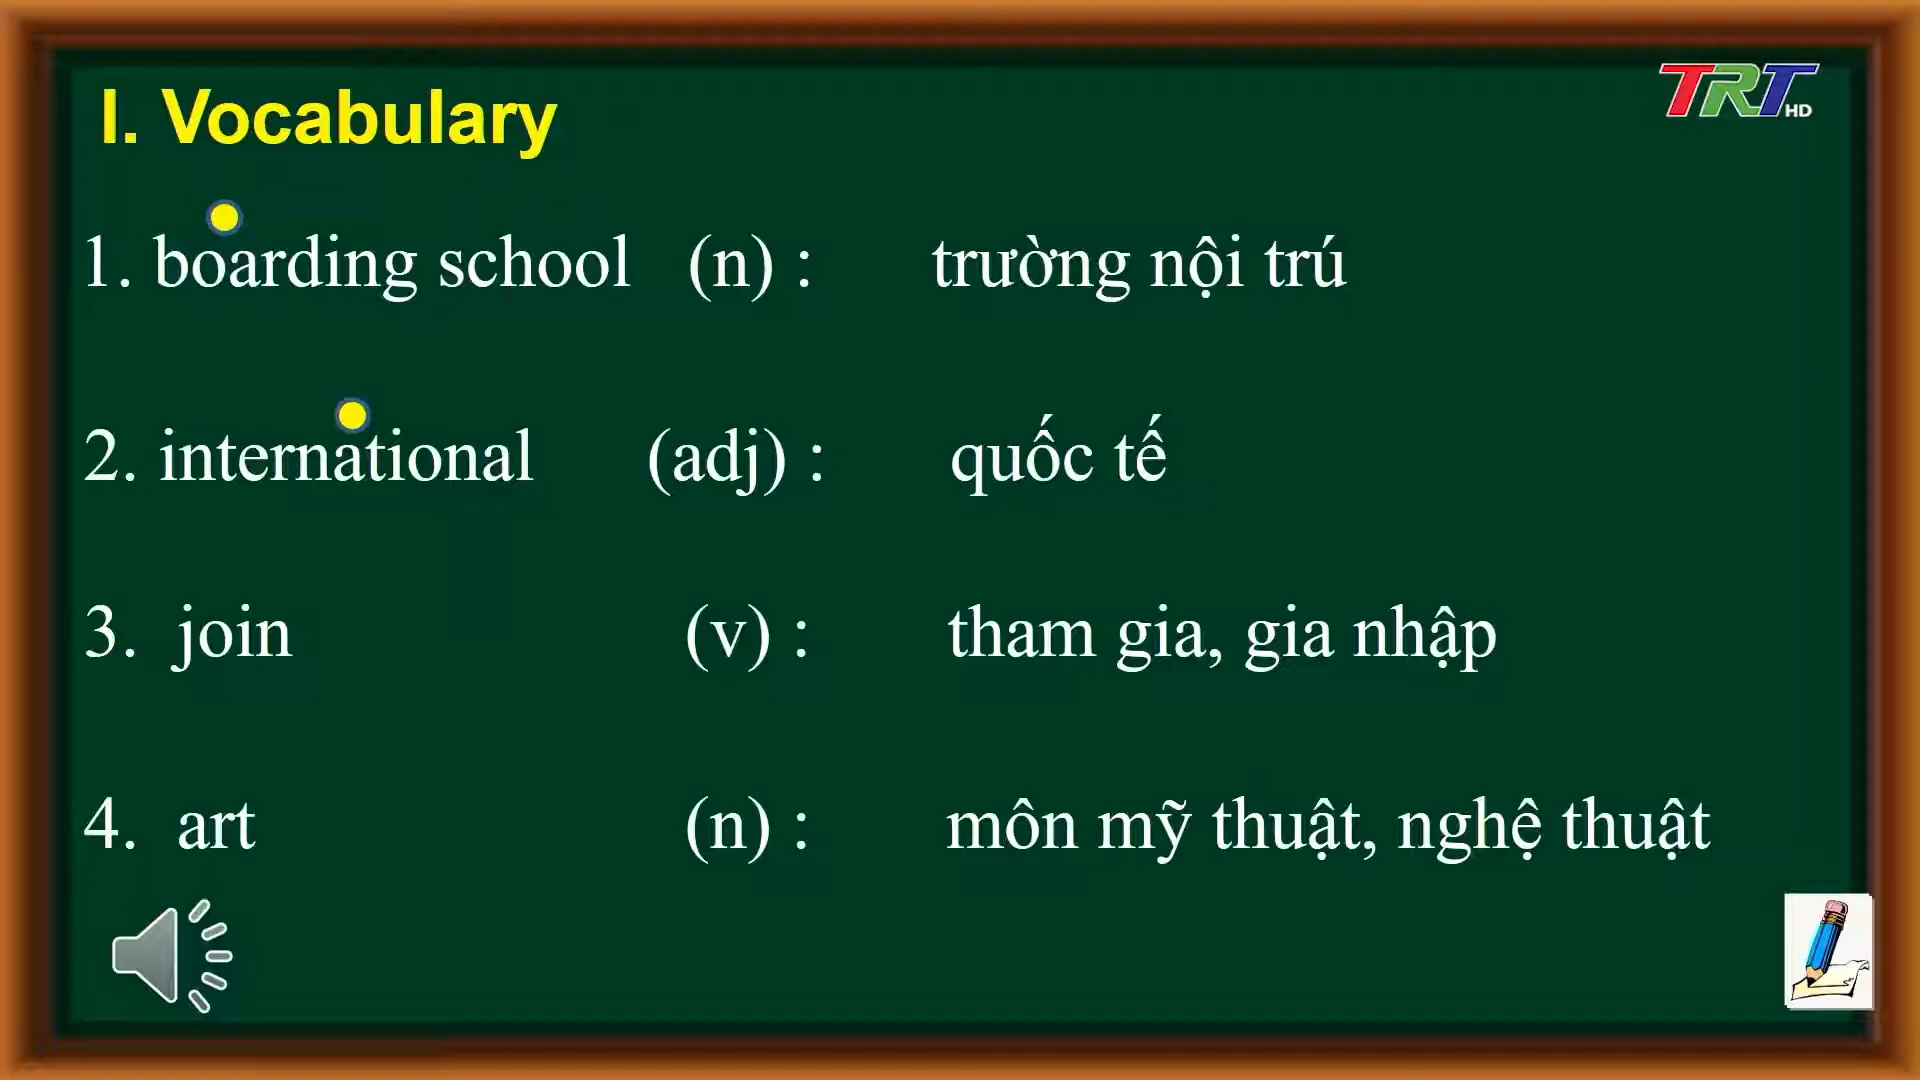 I. Vocabulary
TRT HD
1. boarding school (n) : trường nội trú
2. international (adj) : quốc tế
3. join (v) : tham gia, gia nhập
4. art (n) : môn mỹ thuật, nghệ thuật